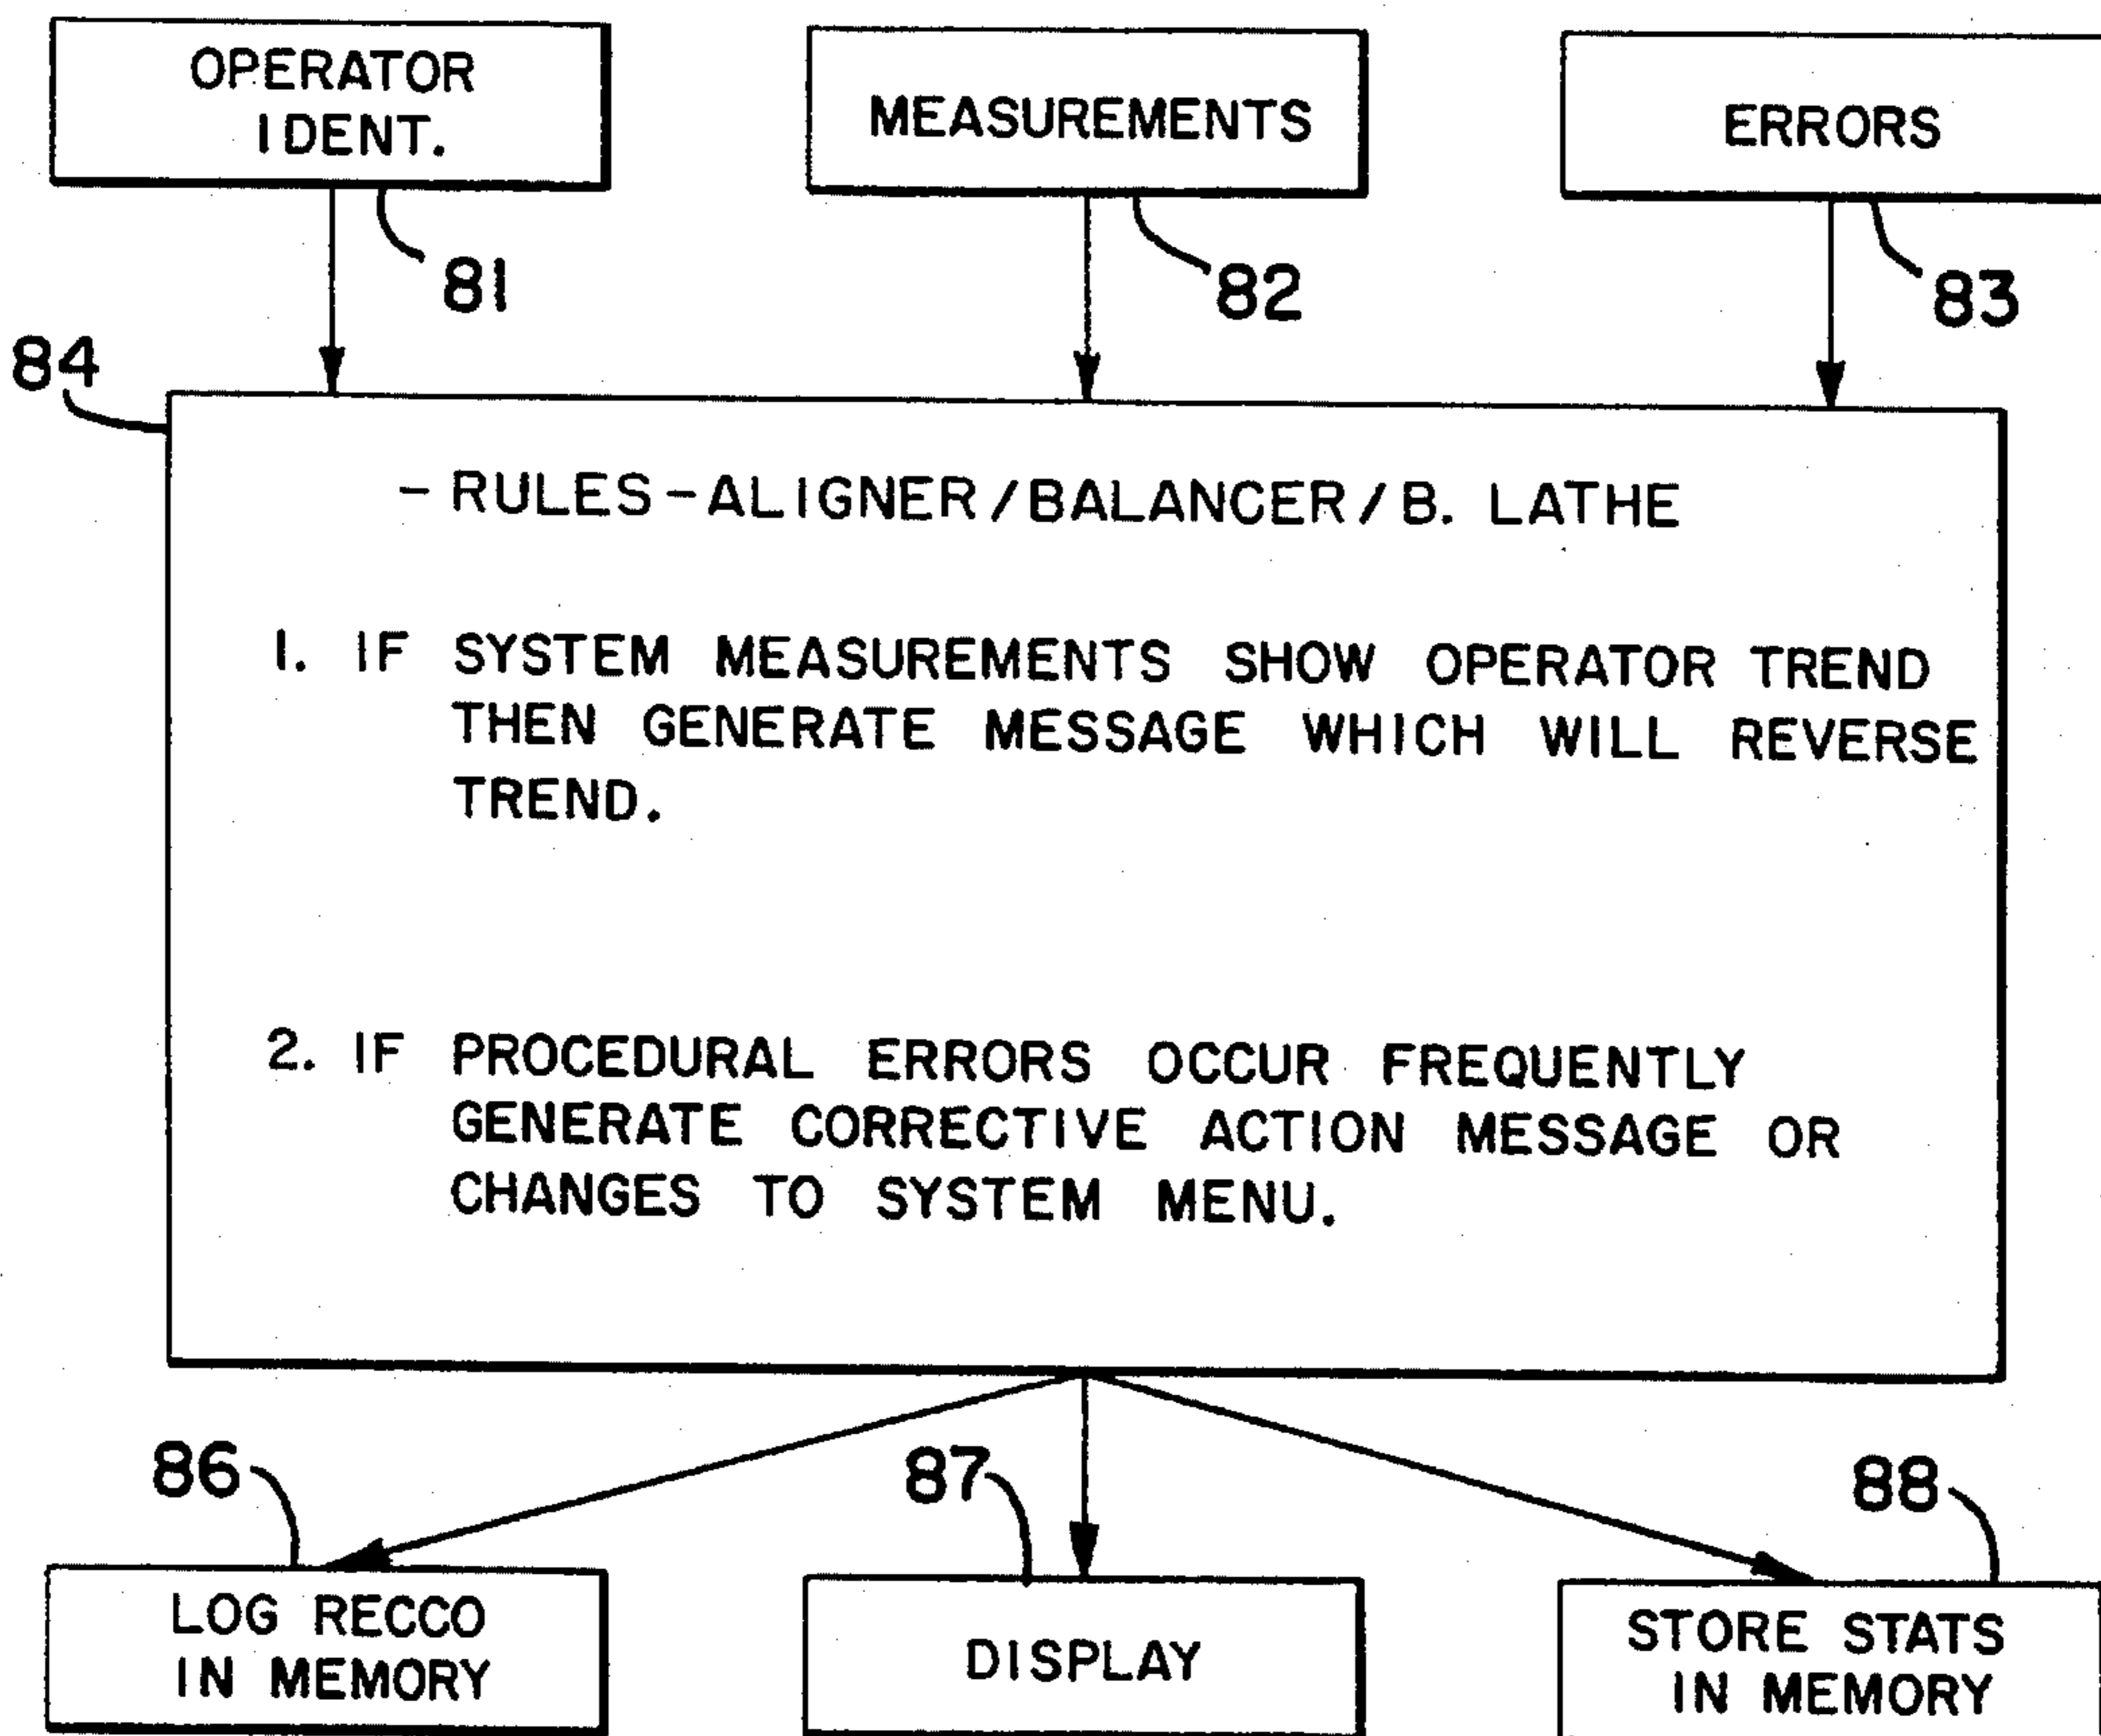 OPERATOR
IDENT.
MEASUREMENTS
ERRORS
81
82
83
84
- RULES - ALIGNER / BALANCER / B. LATHE
1. IF SYSTEM MEASUREMENTS SHOW OPERATOR TREND
THEN GENERATE MESSAGE WHICH WILL REVERSE
TREND.
2. IF PROCEDURAL ERRORS OCCUR FREQUENTLY
GENERATE CORRECTIVE ACTION MESSAGE OR
CHANGES TO SYSTEM MENU.
86
87
88
LOG RECCO
IN MEMORY
DISPLAY
STORE STATS
IN MEMORY